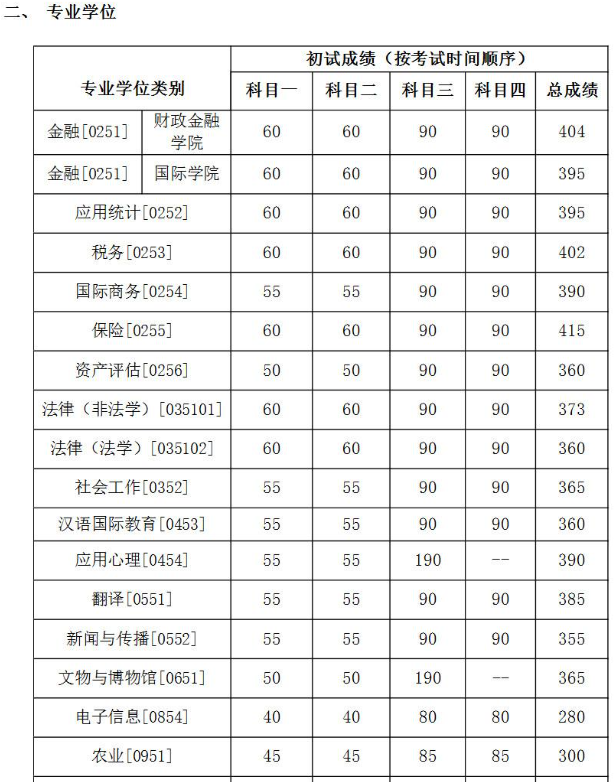 二、 专业学位
专业学位类别 初试成绩（按考试时间顺序）
科目一 科目二 科目三 科目四 总成绩
金融[0251] 财政金融学院 60 60 90 90 404
金融[0251] 国际学院 60 60 90 90 395
应用统计[0252] 60 60 90 90 395
税务[0253] 60 60 90 90 402
国际商务[0254] 55 55 90 90 390
保险[0255] 60 60 90 90 415
资产评估[0256] 50 50 90 90 360
法律（非法学）[035101] 60 60 90 90 373
法律（法学）[035102] 60 60 90 90 360
社会工作[0352] 55 55 90 90 365
汉语国际教育[0453] 55 55 90 90 360
应用心理[0454] 55 55 190 -- 390
翻译[0551] 55 55 90 90 385
新闻与传播[0552] 55 55 90 90 355
文物与博物馆[0651] 50 50 190 -- 365
电子信息[0854] 40 40 80 80 280
农业[0951] 45 45 85 85 300